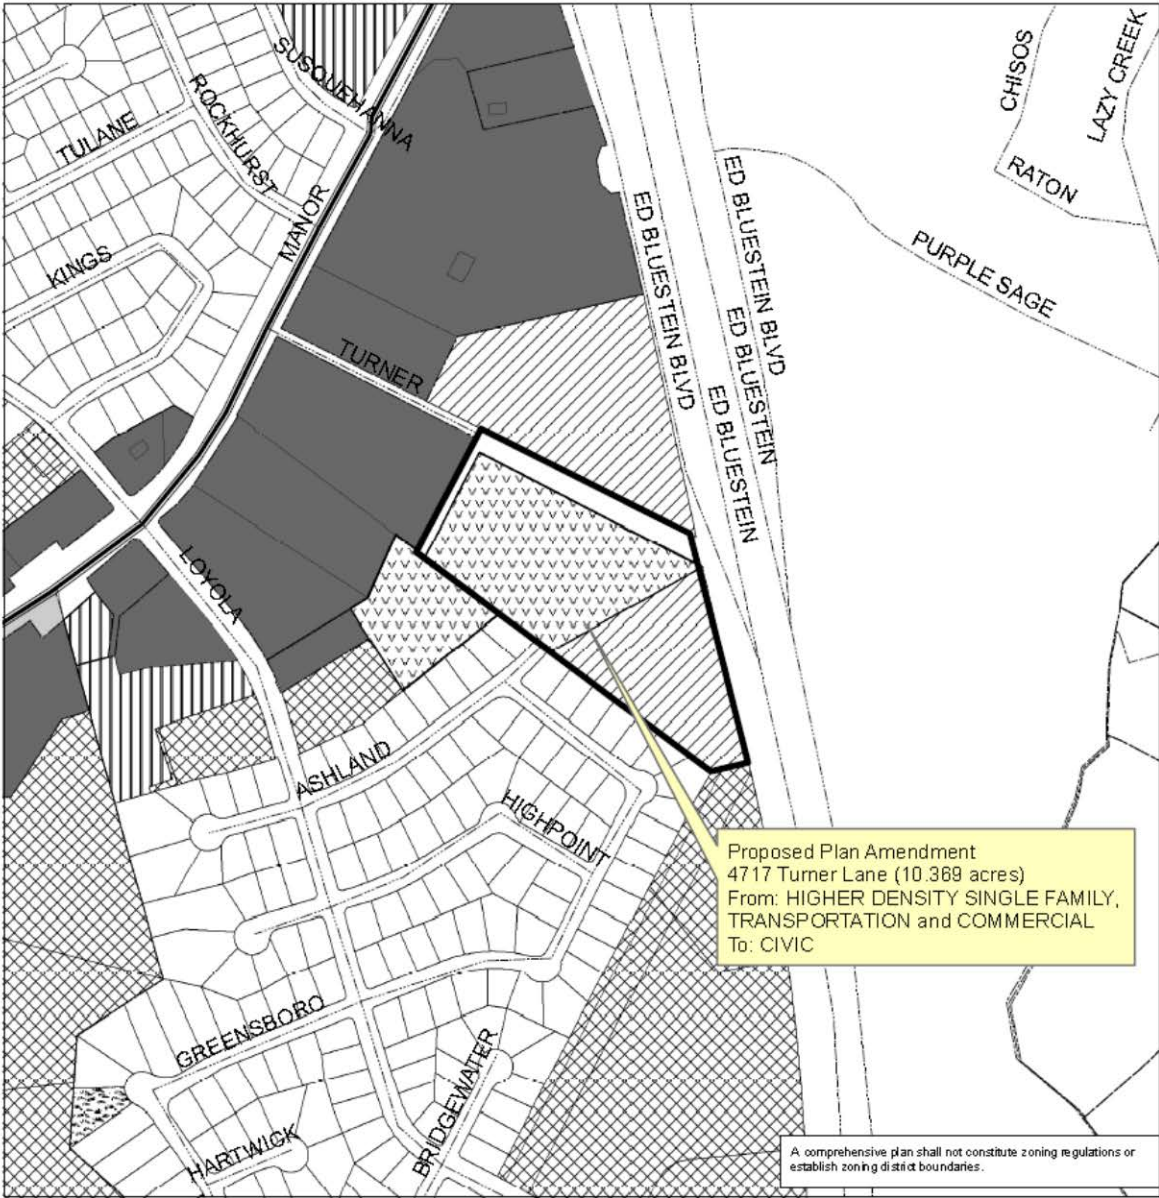 SUSQUEHANNA
ROCKHURST
TULANE
MANOR
KINGS
CHISOS
LAZY CREEK
RATON
PURPLE SAGE
ED BLUESTEIN BLVD
ED BLUESTEIN BLVD
ED BLUESTEIN
ED BLUESTEIN
TURNER
LOYOLA
ASHLAND
HIGHPOINT
Proposed Plan Amendment
4717 Turner Lane (10.369 acres)
From: HIGHER DENSITY SINGLE FAMILY,
TRANSPORTATION and COMMERCIAL
To: CIVIC
GREENSBORO
BRIDGEWATER
HARTWICK
A comprehensive plan shall not constitute zoning regulations or
establish zoning district boundaries.